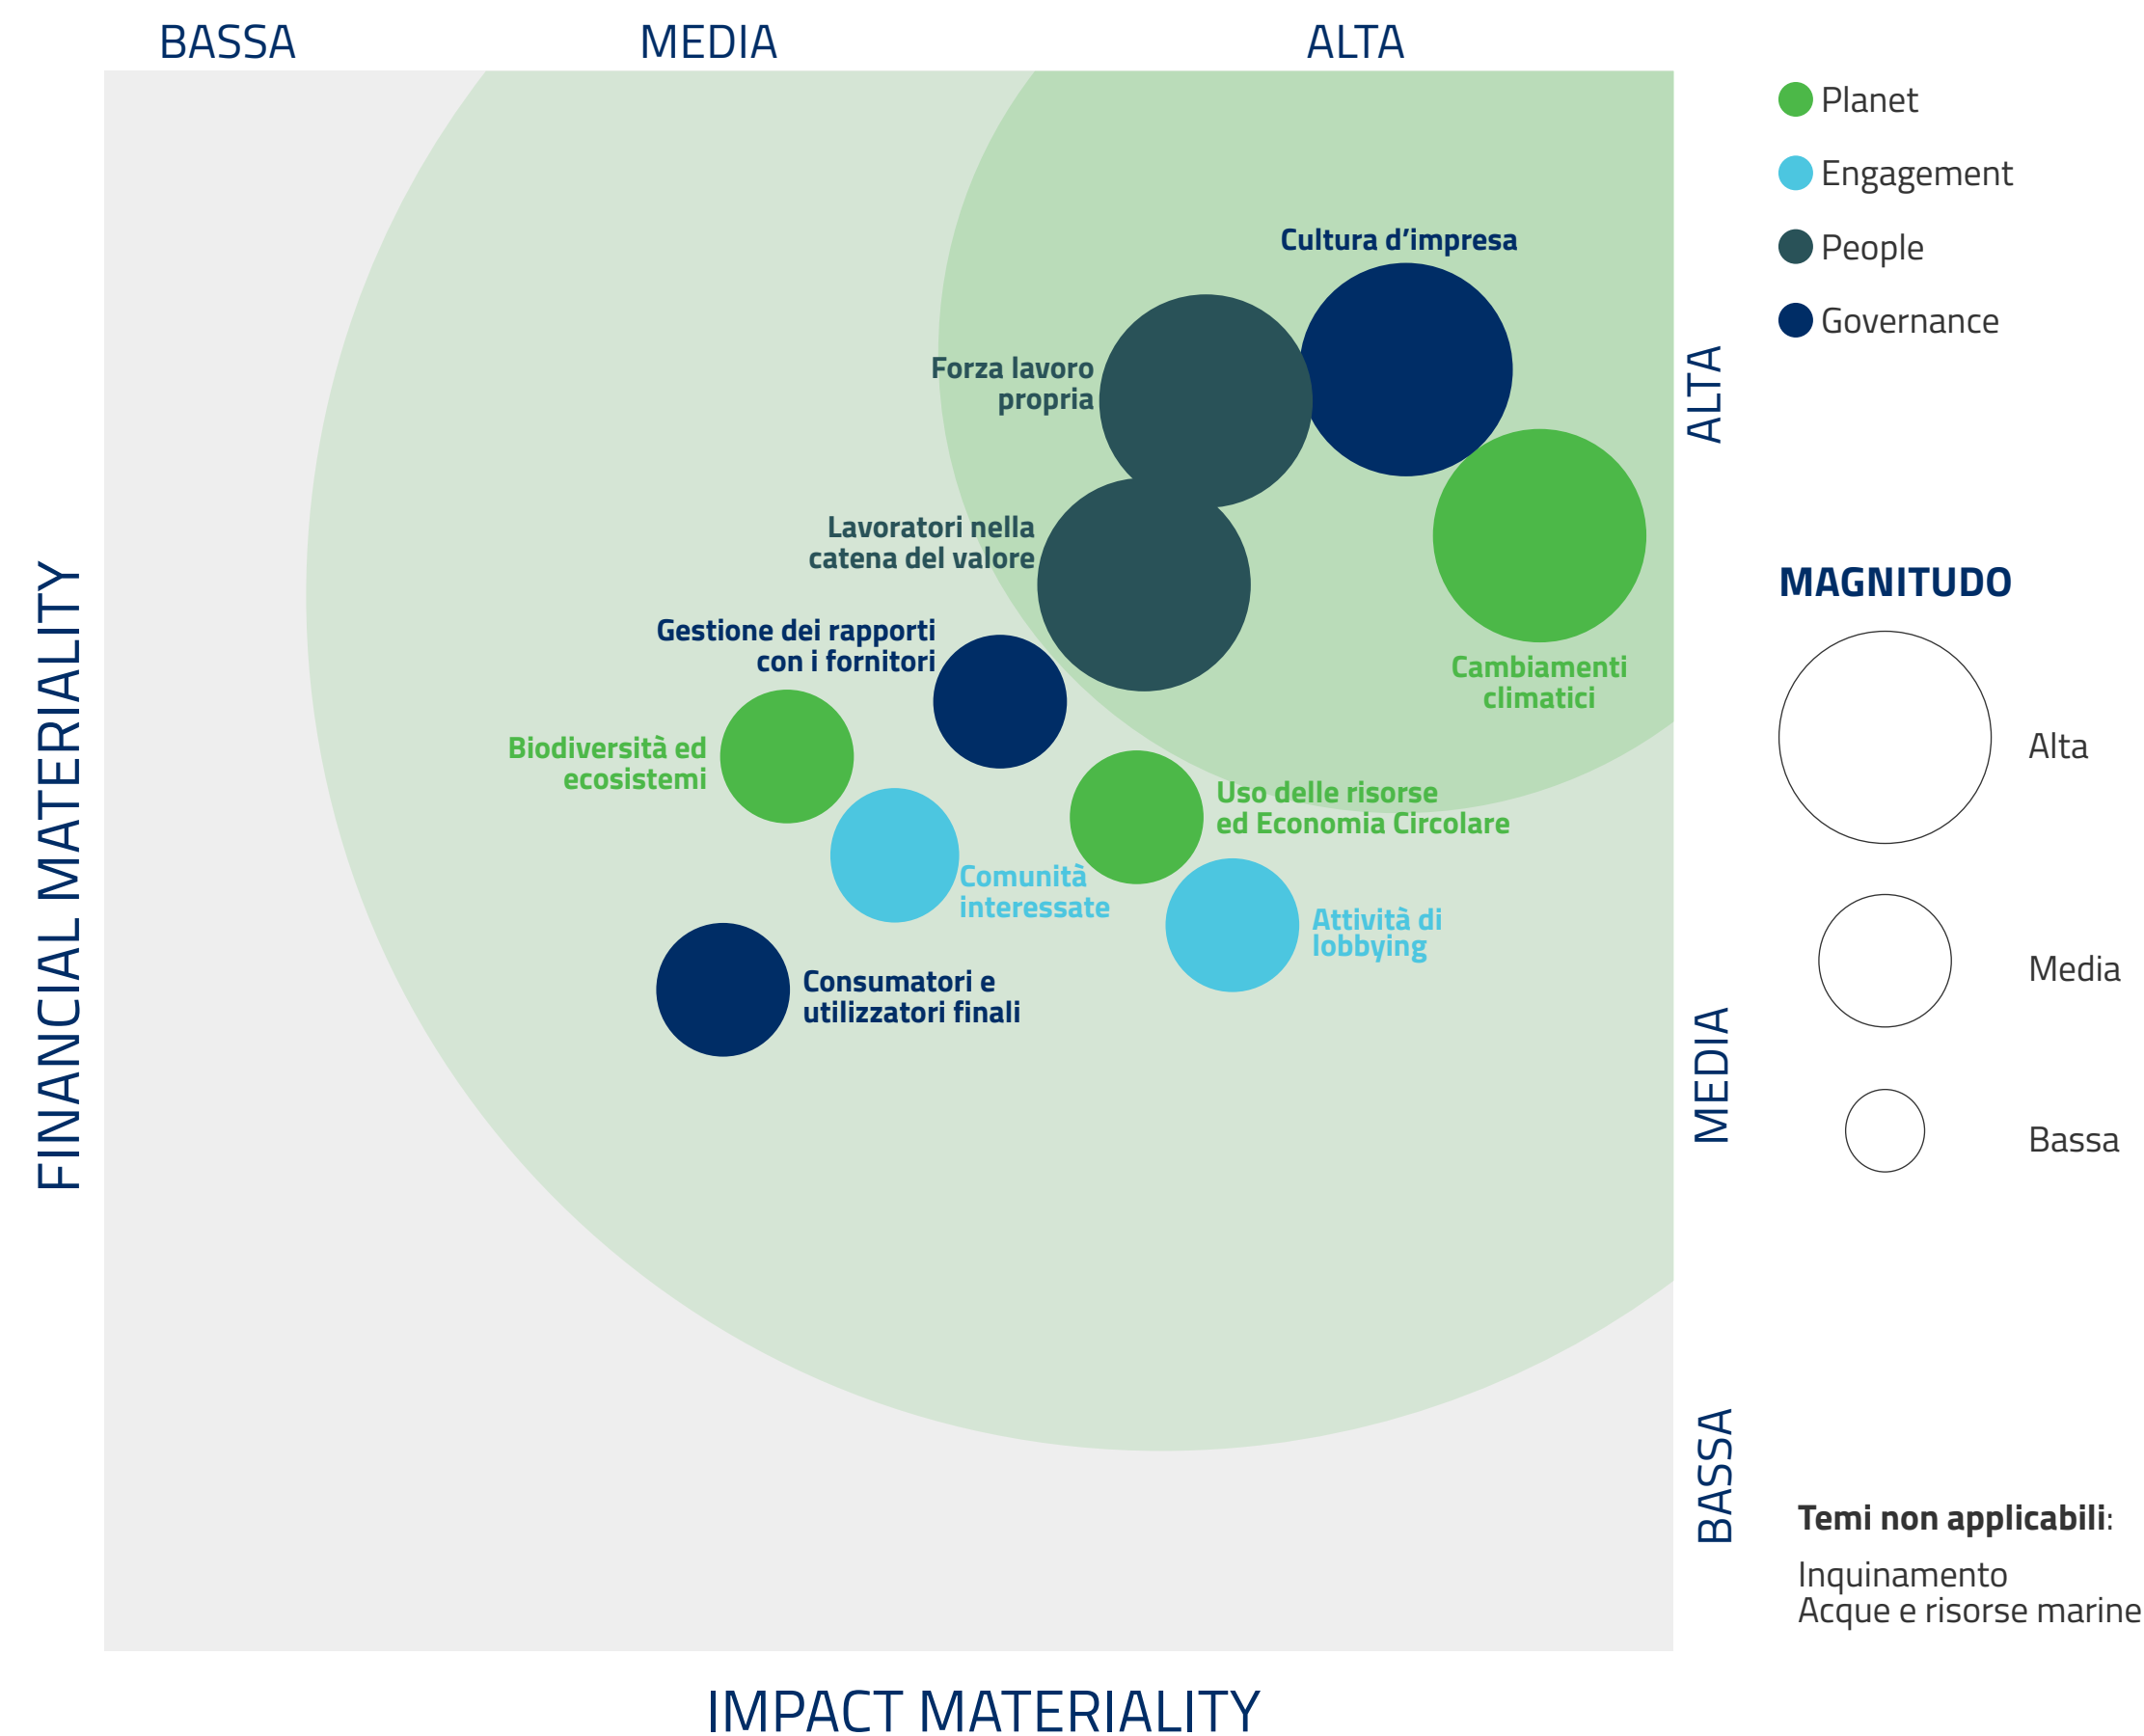 BASSA
MEDIA
ALTA
Planet
Engagement
People
Governance
Cultura d’impresa
Forza lavoro
propria
ALTA
Lavoratori nella
catena del valore
Gestione dei rapporti
con i fornitori
Cambiamenti
climatici
Biodiversità ed
ecosistemi
Uso delle risorse
ed Economia Circolare
Comunità
interessate
Attività di
lobbying
Consumatori e
utilizzatori finali
FINANCIAL MATERIALITY
MEDIA
BASSA
IMPACT MATERIALITY
MAGNITUDO
Alta
Media
Bassa
Temi non applicabili:
Inquinamento
Acque e risorse marine